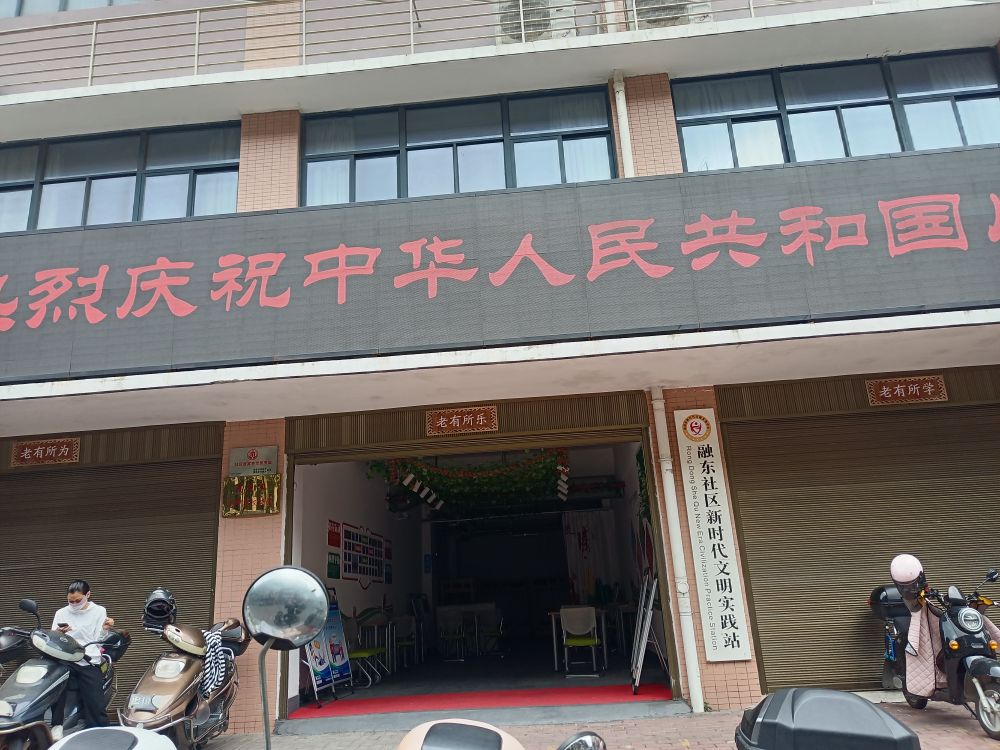 烈庆祝中华人民共和国
老有所为
老有所乐
老有所学
融东社区新时代文明实践站
Rong Dong She Qu New Era Civilization Practice Station